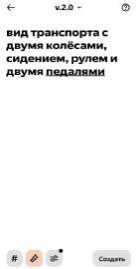 v.2.0
вид транспорта с
двумя колёсами,
сидением, рулем и
двумя педалями
#
Создать